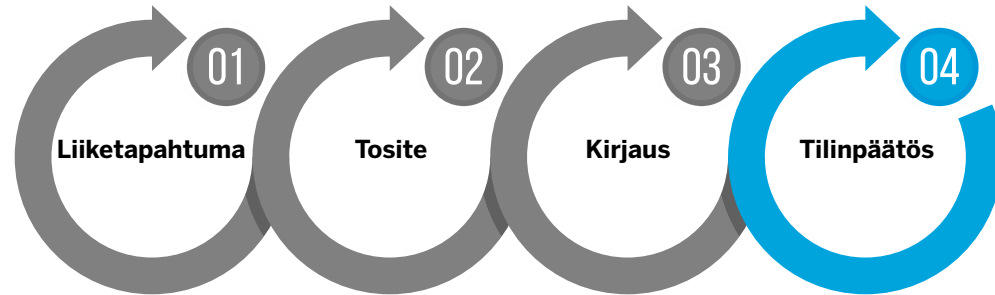 01
Liiketapahtuma
02
Tosite
03
Kirjaus
04
Tilinpäätös